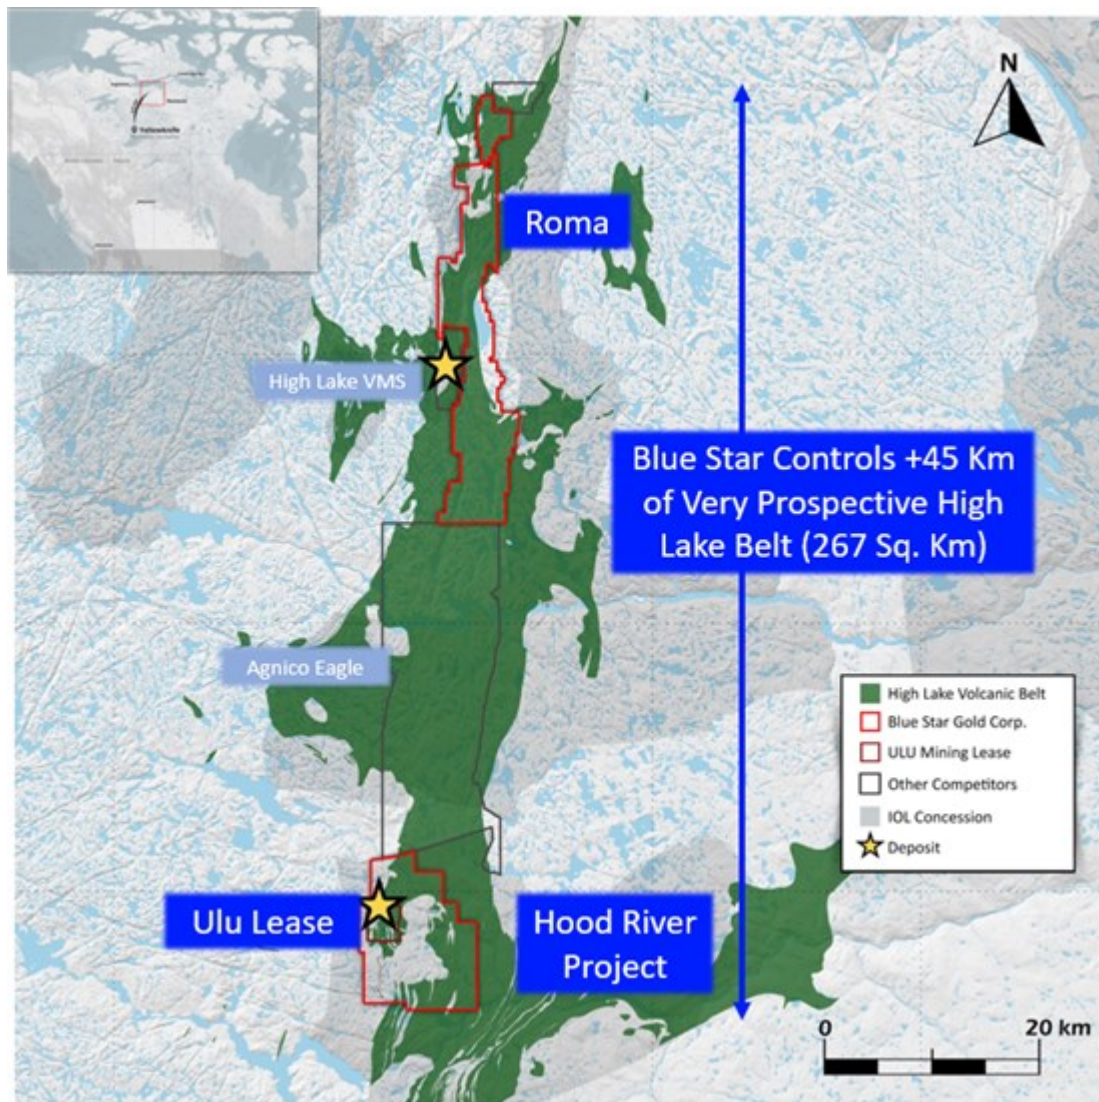 Yellowknife
N
Roma
High Lake VMS
Blue Star Controls +45 Km
of Very Prospective High
Lake Belt (267 Sq. Km)
Agnico Eagle
High Lake Volcanic Belt
Blue Star Gold Corp.
ULU Mining Lease
Other Competitors
IOL Concession
Deposit
Ulu Lease
Hood River
Project
0
20 km